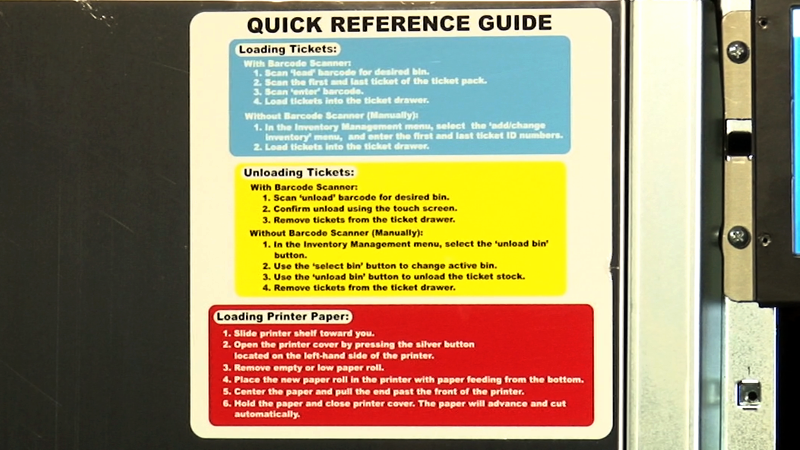 QUICK REFERENCE GUIDE
Loading Tickets:
With Barcode Scanner:
1. Scan ‘load’ barcode for desired bin.
2. Scan the first and last ticket of the ticket pack.
3. Scan ‘enter’ barcode.
4. Load tickets into the ticket drawer.
Without Barcode Scanner (Manually):
1. In the Inventory Management menu, select the ‘add/change
inventory’ menu, and enter the first and last ticket ID numbers.
2. Load tickets into the ticket drawer.
Unloading Tickets:
With Barcode Scanner:
1. Scan ‘unload’ barcode for desired bin.
2. Confirm unload using the touch screen.
3. Remove tickets from the ticket drawer.
Without Barcode Scanner (Manually):
1. In the Inventory Management menu, select the ‘unload bin’
button.
2. Use the ‘select bin’ button to change active bin.
3. Use the ‘unload bin’ button to unload the ticket stock.
4. Remove tickets from the ticket drawer.
Loading Printer Paper:
1. Slide printer shelf toward you.
2. Open the printer cover by pressing the silver button
located on the left-hand side of the printer.
3. Remove empty or low paper roll.
4. Place the new paper roll in the printer with paper feeding from the bottom.
5. Center the paper and pull the end past the front of the printer.
6. Hold the paper and close printer cover. The paper will advance and cut
automatically.